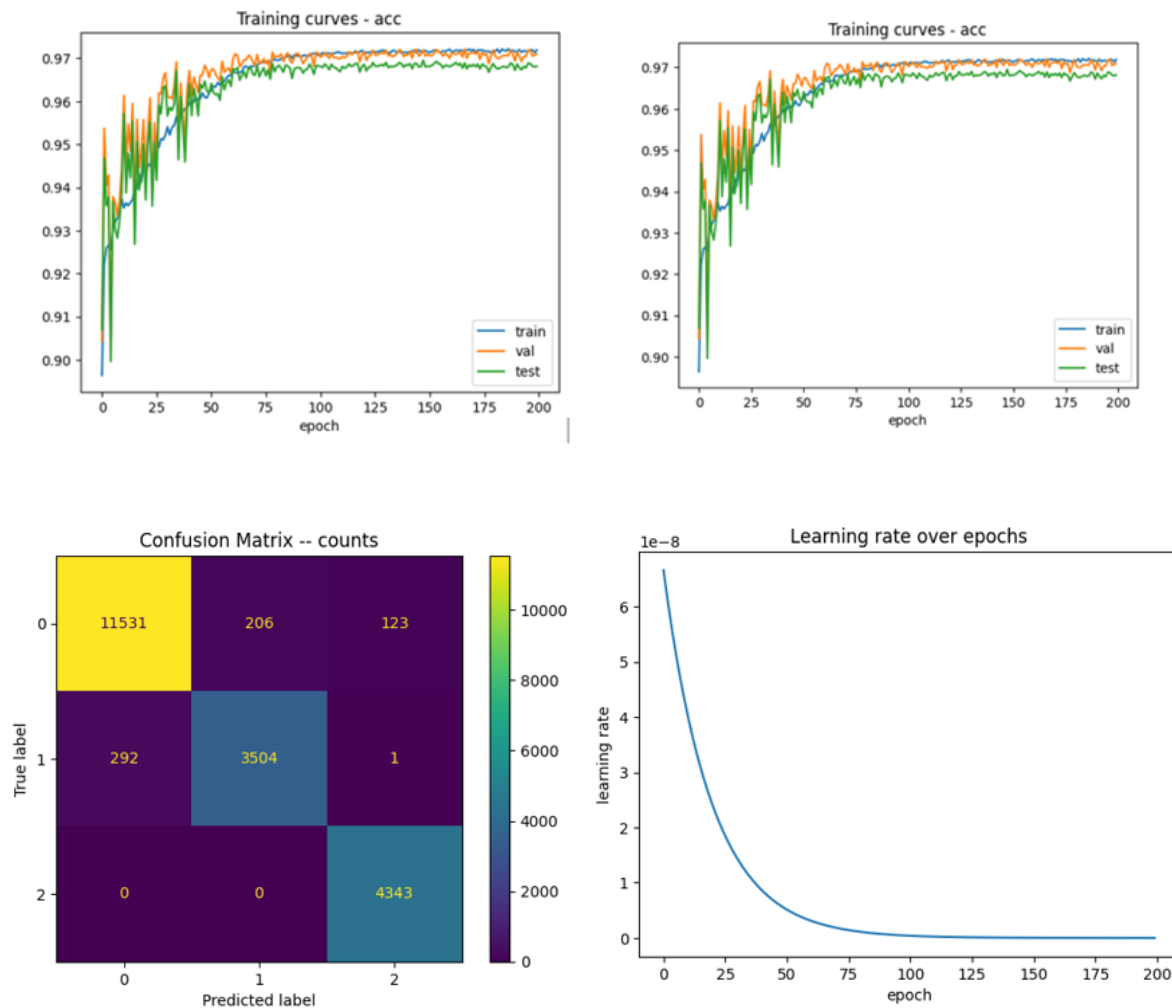 Training curves - acc
0.97
0.96
0.95
0.94
0.93
0.92
0.91
0.90
train
val
test
0 25 50 75 100 125 150 175 200
epoch
Training curves - acc
0.97
0.96
0.95
0.94
0.93
0.92
0.91
0.90
train
val
test
0 25 50 75 100 125 150 175 200
epoch
Confusion Matrix -- counts
True label
0 11531 206 123
1 292 3504 1
2 0 0 4343
0 1 2
Predicted label
10000
8000
6000
4000
2000
0
Learning rate over epochs
1e-8
learning rate
6
5
4
3
2
1
0
0 25 50 75 100 125 150 175 200
epoch